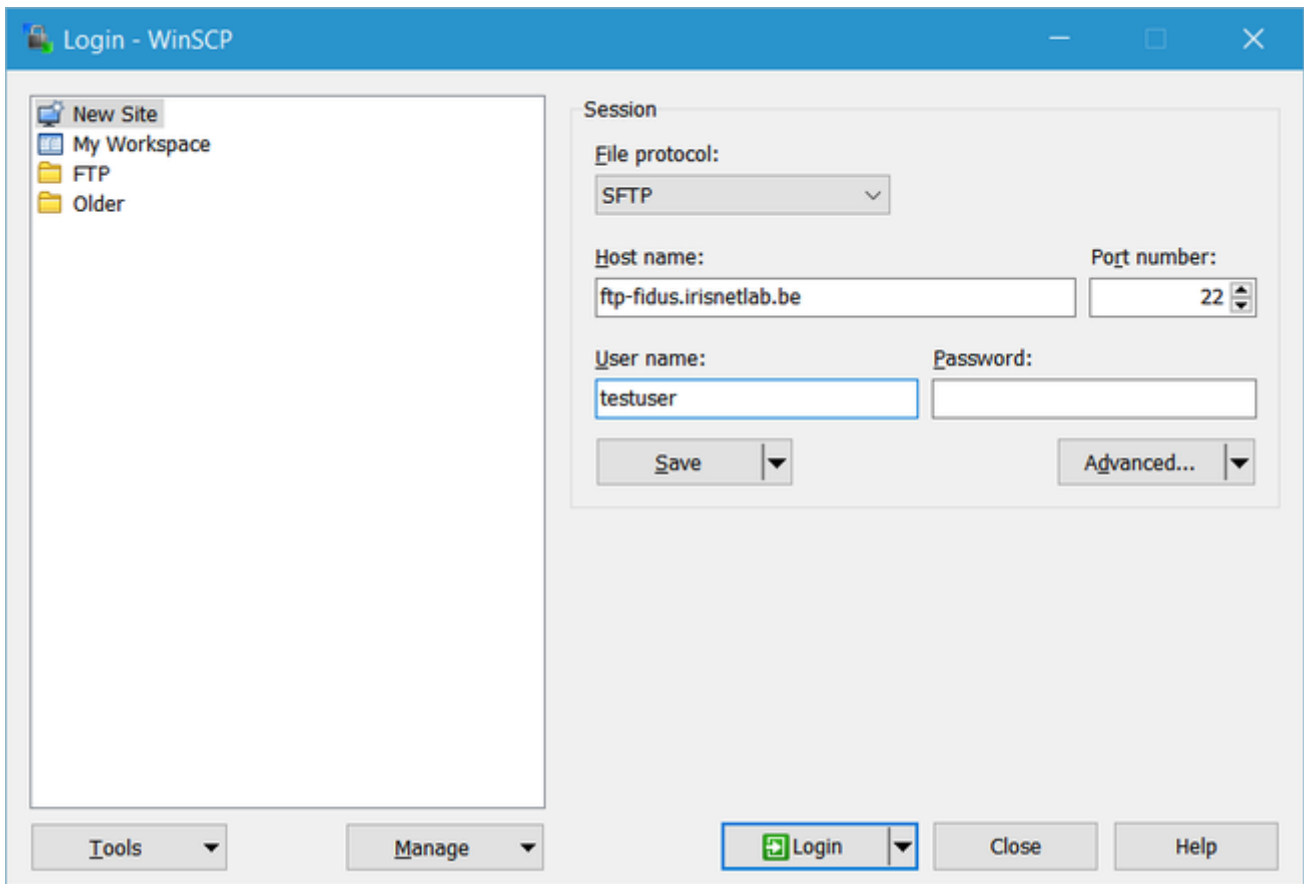 Login - WinSCP
New Site
My Workspace
FTP
Older
Session
File protocol:
SFTP
Host name:
Port number:
ftp-fidus.irisnetlab.be
22
User name:
Password:
testuser
Save
Advanced...
Tools
Manage
Login
Close
Help